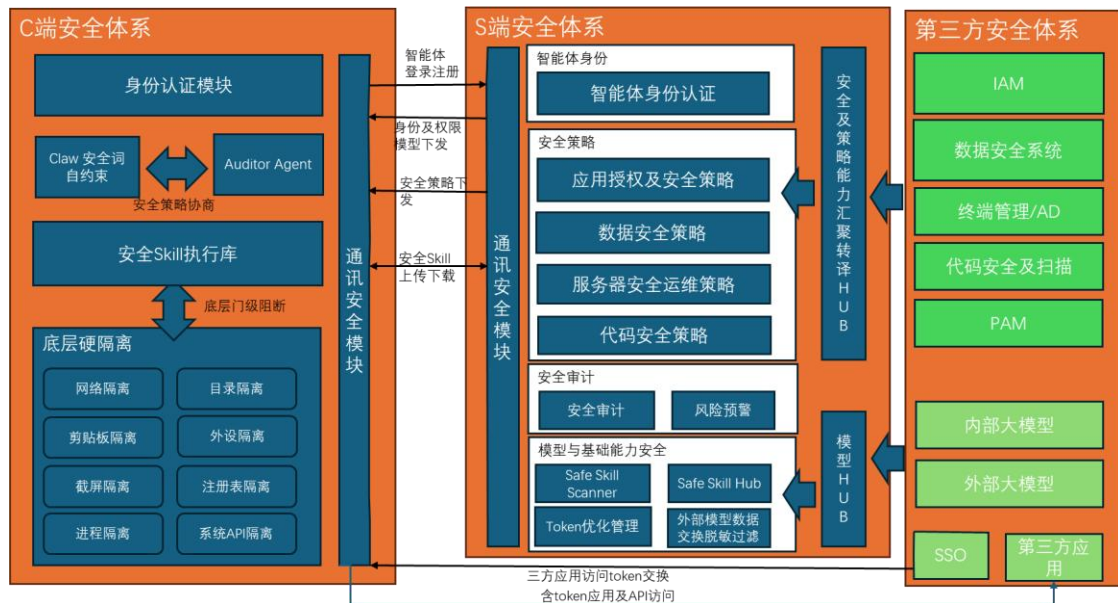 C端安全体系
身份认证模块
Claw 安全词
自约束
Auditor Agent
安全策略协商
安全Skill执行库
底层门级阻断
底层硬隔离
网络隔离
目录隔离
剪贴板隔离
外设隔离
截屏隔离
注册表隔离
进程隔离
系统API隔离
通讯安全模块
智能体
登录注册
身份及权限
模型下发
安全策略下
发
安全Skill
上传下载
S端安全体系
通讯安全模块
智能体身份
智能体身份认证
安全策略
应用授权及安全策略
数据安全策略
服务器安全运维策略
代码安全策略
安全审计
安全审计
风险预警
模型与基础能力安全
Safe Skill
Scanner
Safe Skill Hub
Token优化管理
外部模型数据
交换脱敏过滤
安全及策略能力汇聚转译HUB
模型HUB
第三方安全体系
IAM
数据安全系统
终端管理/AD
代码安全及扫描
PAM
内部大模型
外部大模型
SSO
第三方应
用
三方应用访问token交换
含token应用及API访问